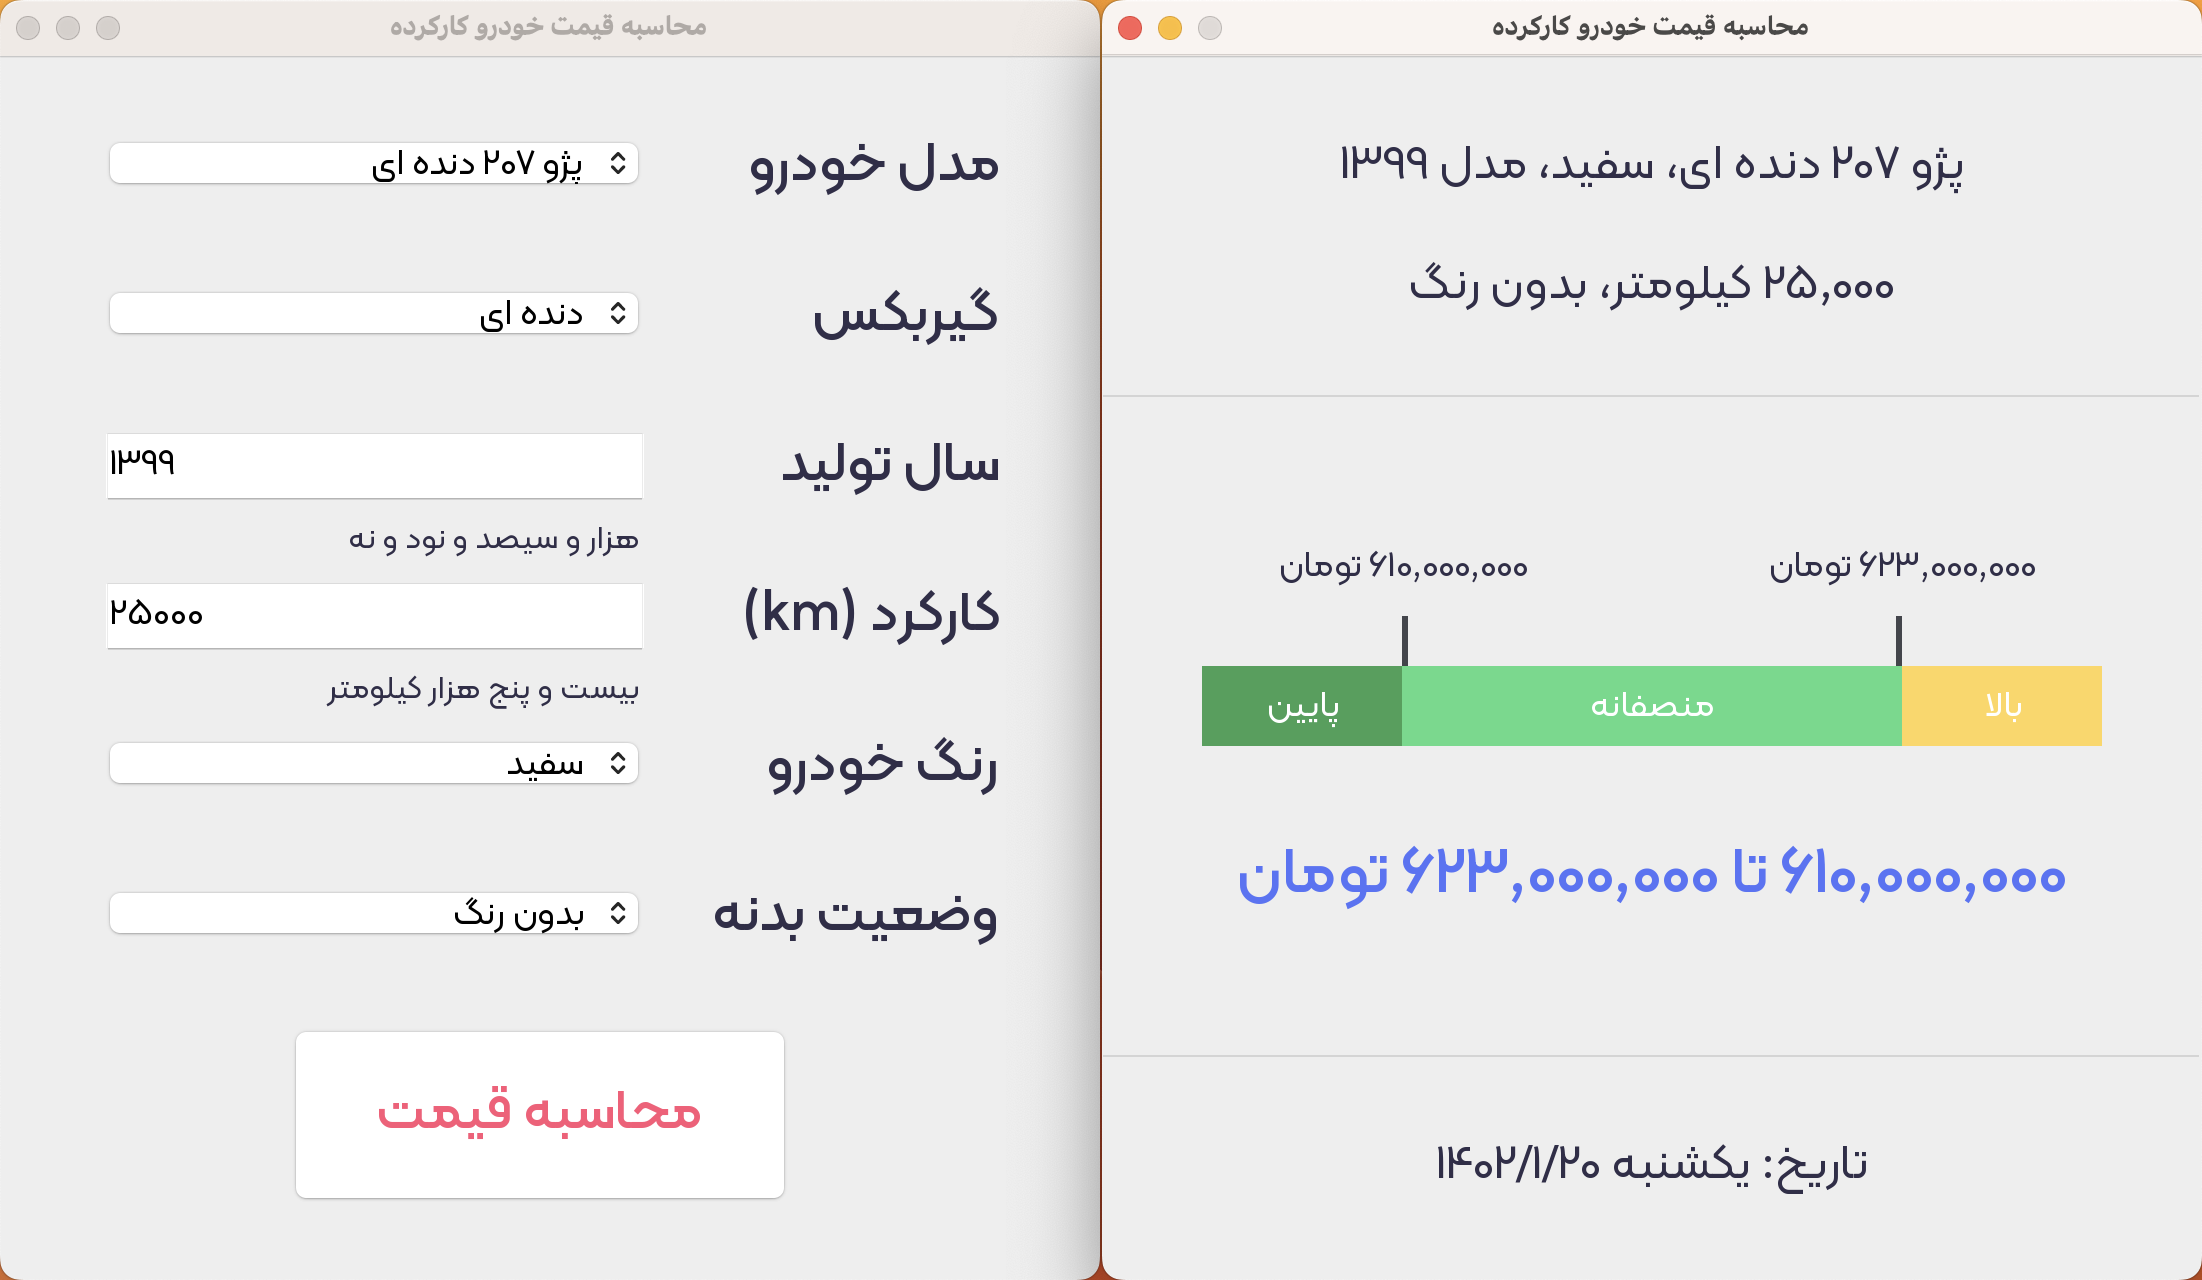 محاسبه قیمت خودرو کارکرده
مدل خودرو
پژو ۲۰۷ دنده ای
گیربکس
دنده ای
سال تولید
۱۳۹۹
هزار و سیصد و نود و نه
کارکرد (km)
۲۵۰۰۰
بیست و پنج هزار کیلومتر
رنگ خودرو
سفید
وضعیت بدنه
بدون رنگ
محاسبه قیمت
محاسبه قیمت خودرو کارکرده
پژو ۲۰۷ دنده ای، سفید، مدل ۱۳۹۹
۲۵,۰۰۰ کیلومتر، بدون رنگ
۶۲۳,۰۰۰,۰۰۰ تومان
۶۱۰,۰۰۰,۰۰۰ تومان
بالا
منصفانه
پایین
۶۱۰,۰۰۰,۰۰۰ تا ۶۲۳,۰۰۰,۰۰۰ تومان
تاریخ: یکشنبه ۱۴۰۲/۱/۲۰